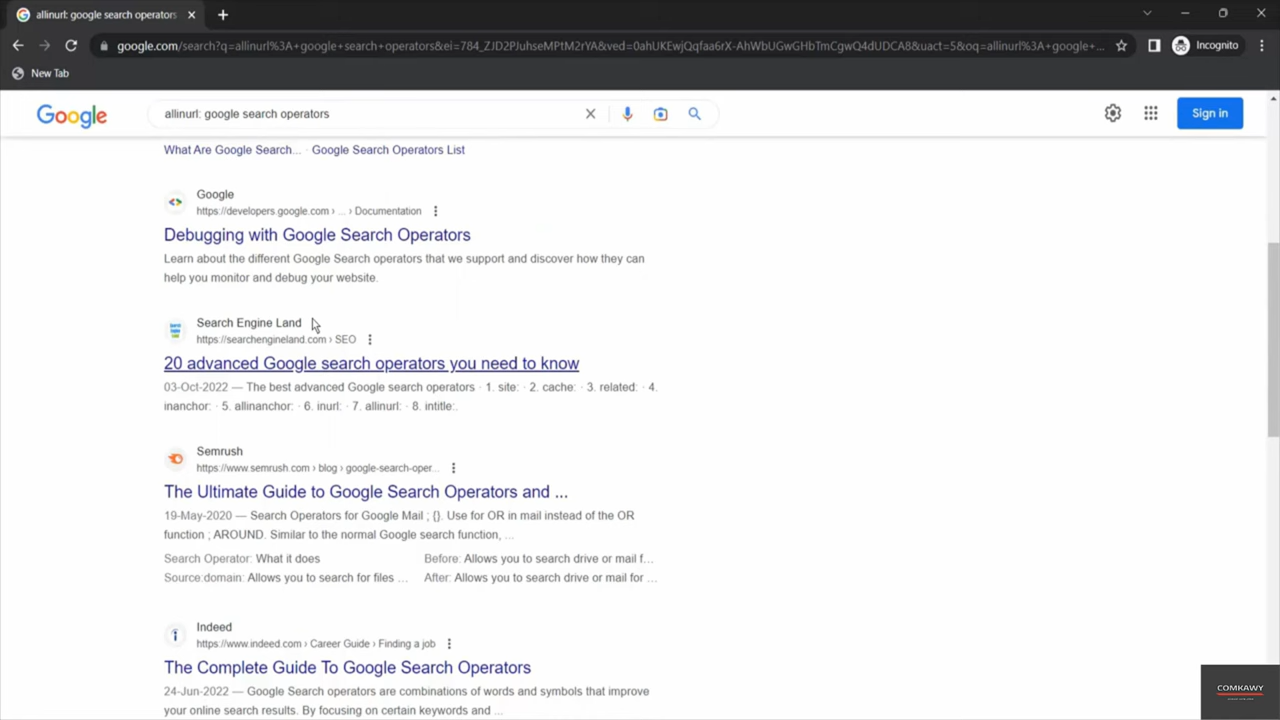 allinurl: google search operators
google.com/search?q=allinurl%3A+google+search+operators&ei=784_ZJD2PJuhseMPtM2rYA&ved=0ahUKEwjQqfaa6rX-AhWbUGwGHbTmCgwQ4dUDCA8&uact=5&oq=allinurl%3A+google+...
Incognito
New Tab
Google
allinurl: google search operators
Sign in
What Are Google Search... · Google Search Operators List
Google
https://developers.google.com › ... › Documentation
Debugging with Google Search Operators
Learn about the different Google Search operators that we support and discover how they can
help you monitor and debug your website.
Search Engine Land
https://searchengineland.com › SEO
20 advanced Google search operators you need to know
03-Oct-2022 — The best advanced Google search operators · 1. site: · 2. cache: · 3. related: · 4.
inanchor: · 5. allinanchor: · 6. inurl: · 7. allinurl: · 8. intitle:.
Semrush
https://www.semrush.com › blog › google-search-oper...
The Ultimate Guide to Google Search Operators and ...
19-May-2020 — Search Operators for Google Mail ; {}. Use for OR in mail instead of the OR
function ; AROUND. Similar to the normal Google search function, ...
Search Operator: What it does
Before: Allows you to search drive or mail f...
Source:domain: Allows you to search for files ...
After: Allows you to search drive or mail for ...
Indeed
https://www.indeed.com › Career Guide › Finding a job
The Complete Guide To Google Search Operators
24-Jun-2022 — Google Search operators are combinations of words and symbols that improve
your online search results. By focusing on certain keywords and ...
COMKAWY